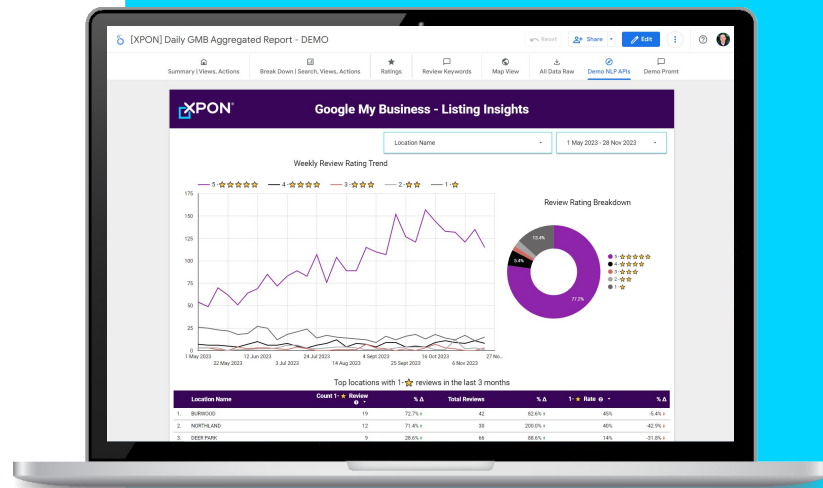 [XPON] Daily GMB Aggregated Report - DEMO
Reset
Share
Edit
Summary | Views, Actions
Break Down | Search, Views, Actions
Ratings
Review Keywords
Map View
All Data Raw
Demo NLP APIs
Demo Promt
XPON
Google My Business - Listing Insights
Location Name
1 May 2023 - 28 Nov 2023
Weekly Review Rating Trend
5 -⭐⭐⭐⭐⭐ 4 -⭐⭐⭐⭐ 3 -⭐⭐⭐ 2 -⭐⭐ 1 -⭐
175
150
125
100
75
50
25
0
1 May 2023 12 Jun 2023 24 Jul 2023 4 Sept 2023 16 Oct 2023 27 No...
22 May 2023 3 Jul 2023 14 Aug 2023 25 Sept 2023 6 Nov 2023
Review Rating Breakdown
13.4%
5.4%
77.2%
5 -⭐⭐⭐⭐⭐
4 -⭐⭐⭐⭐
3 -⭐⭐⭐
2 -⭐⭐
1 -⭐
Top locations with 1-⭐ reviews in the last 3 months
Location Name Count 1-★ Review % Δ Total Reviews % Δ 1-★ Rate % Δ
1. BURWOOD 19 72.7% 42 82.6% 45% -5.4%
2. NORTHLAND 12 71.4% 30 200.0% 40% -42.9%
3. DEER PARK 9 28.6% 66 88.6% 14% -31.8%